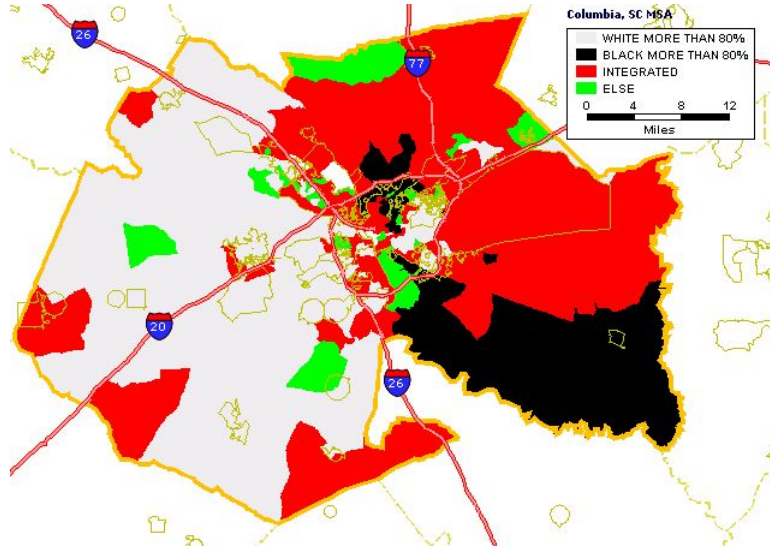 Columbia, SC MSA
WHITE MORE THAN 80%
BLACK MORE THAN 80%
INTEGRATED
ELSE
0 4 8 12
Miles
26
77
20
26